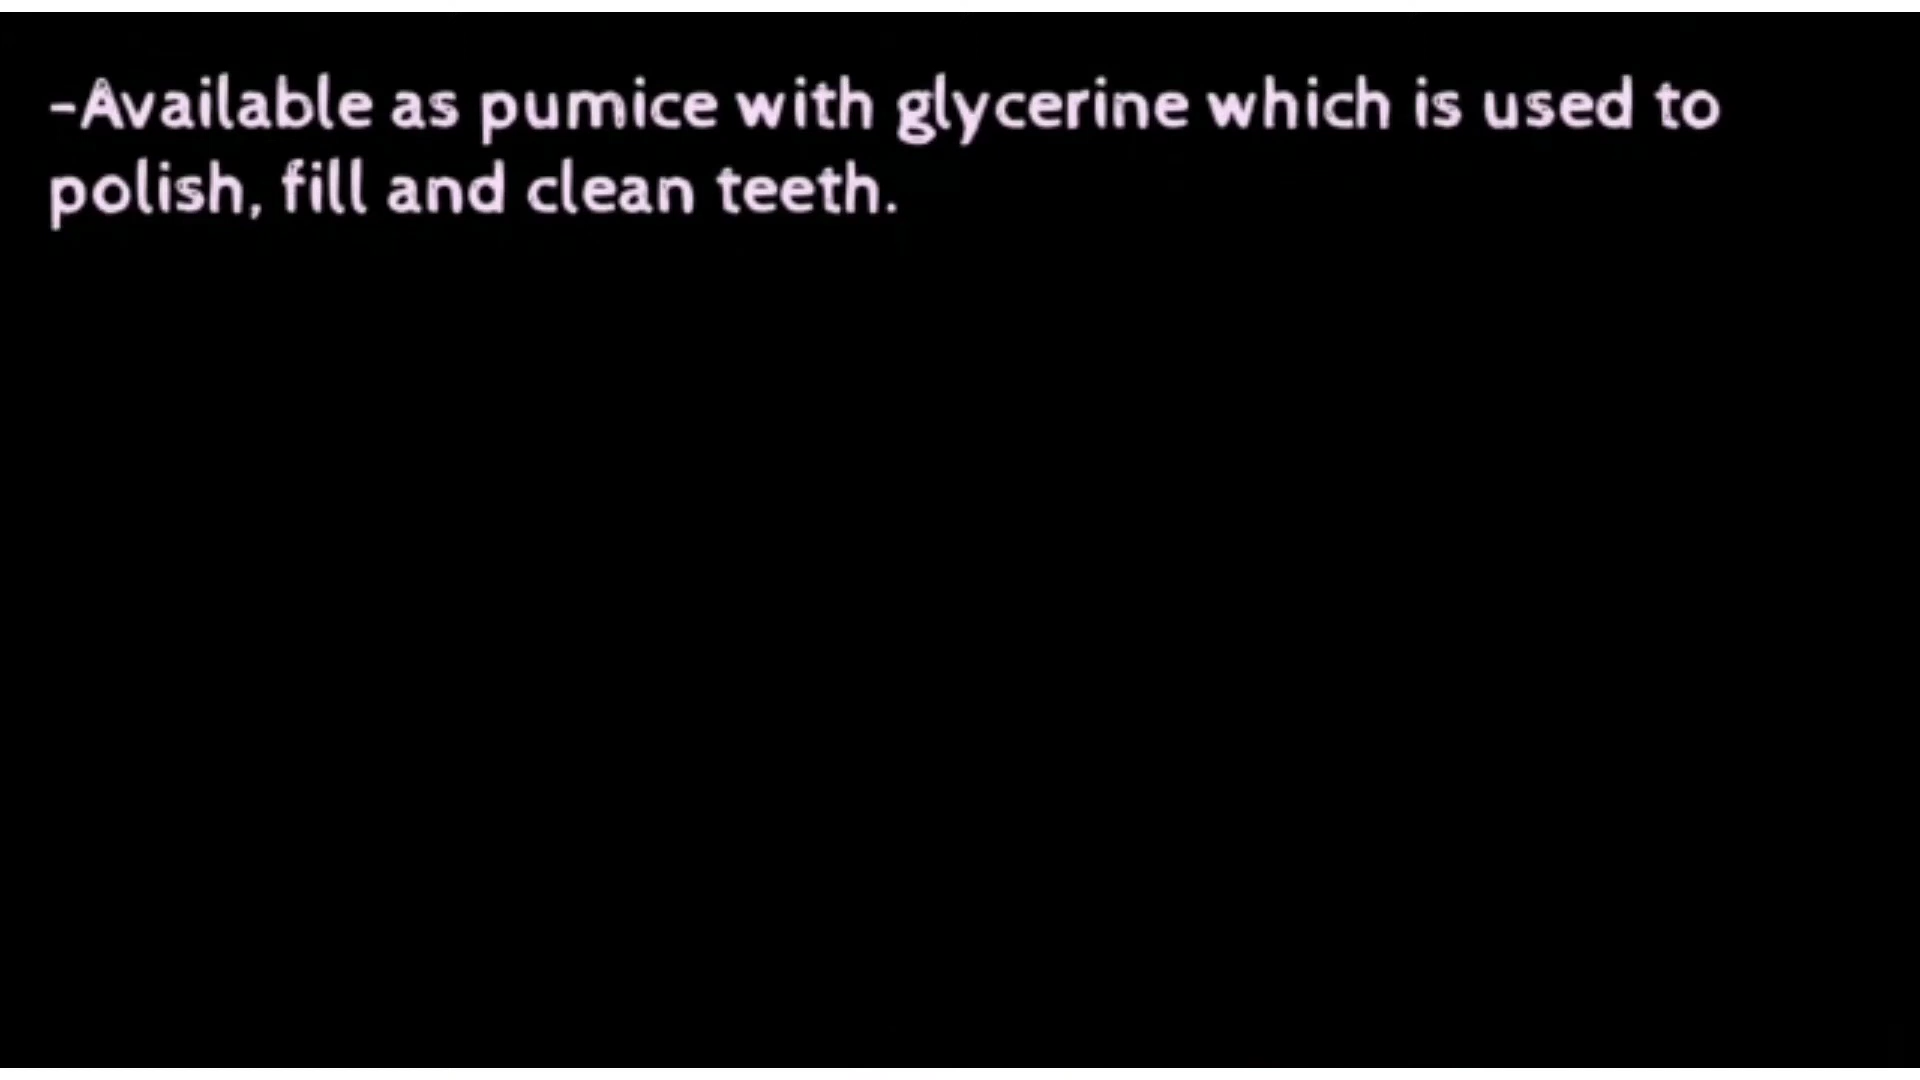 -Available as pumice with glycerine which is used to
polish, fill and clean teeth.